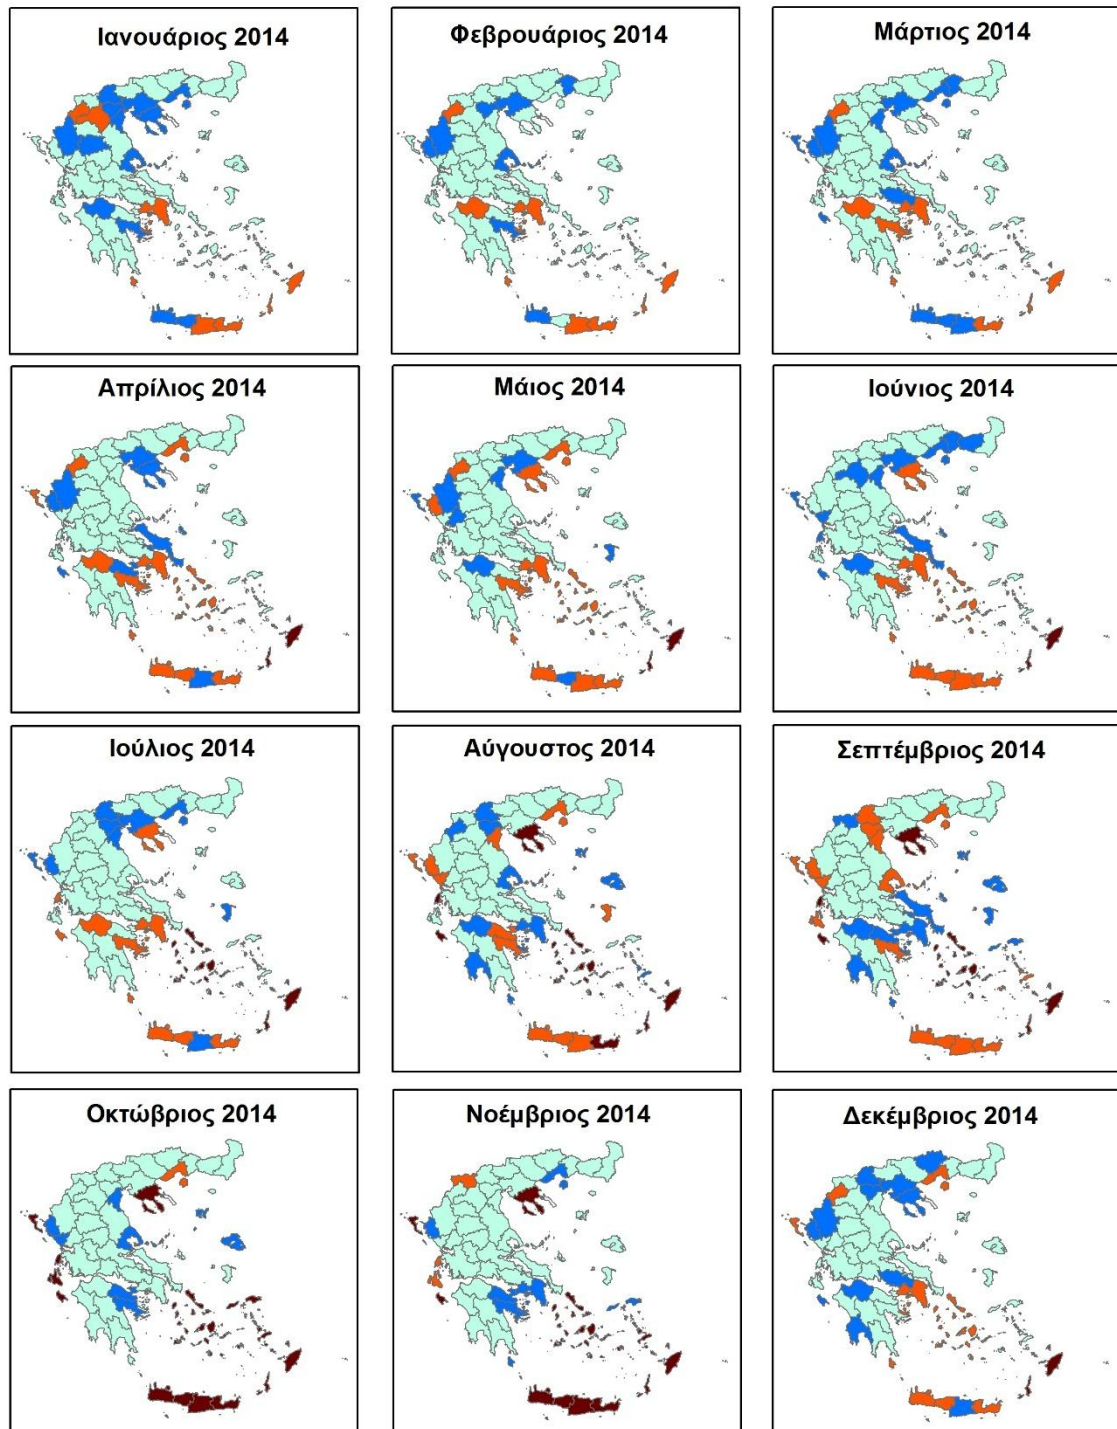 Ιανουάριος 2014
Φεβρουάριος 2014
Μάρτιος 2014
Απρίλιος 2014
Μάιος 2014
Ιούνιος 2014
Ιούλιος 2014
Αύγουστος 2014
Σεπτέμβριος 2014
Οκτώβριος 2014
Νοέμβριος 2014
Δεκέμβριος 2014